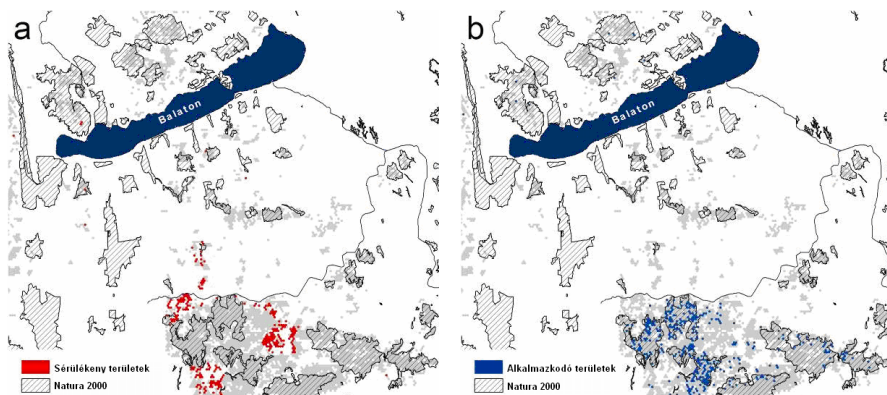 a
Balaton
Sérülékeny területek
Natura 2000
b
Balaton
Alkalmazkodó területek
Natura 2000